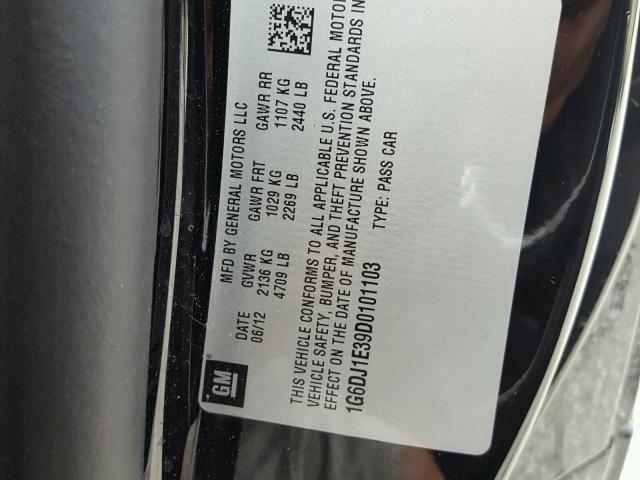 GM
MFD BY GENERAL MOTORS LLC
DATE GVWR GAWR FRT GAWR RR
06/12 2136 KG 1029 KG 1107 KG
4709 LB 2269 LB 2440 LB
THIS VEHICLE CONFORMS TO ALL APPLICABLE U.S. FEDERAL MOTOR
VEHICLE SAFETY, BUMPER, AND THEFT PREVENTION STANDARDS IN
EFFECT ON THE DATE OF MANUFACTURE SHOWN ABOVE.
1G6DJ1E39D0101103 TYPE: PASS CAR